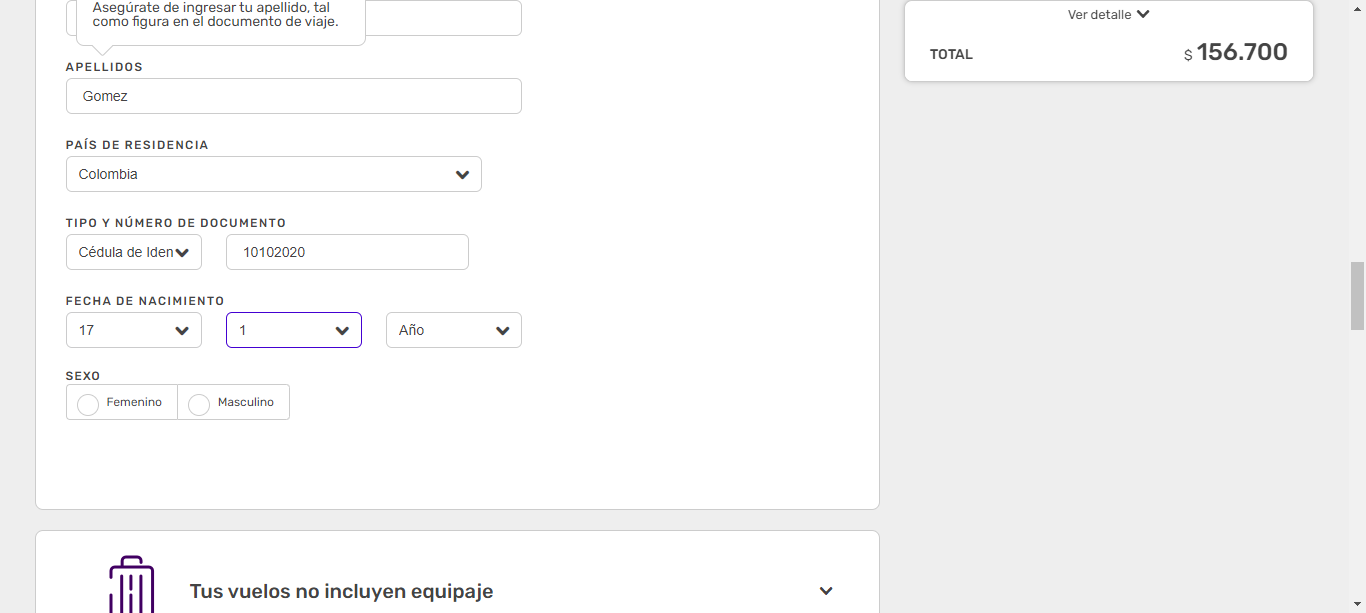 Asegúrate de ingresar tu apellido, tal
como figura en el documento de viaje.
APELLIDOS
Gomez
PAÍS DE RESIDENCIA
Colombia
TIPO Y NÚMERO DE DOCUMENTO
Cédula de Iden
10102020
FECHA DE NACIMIENTO
17
1
Año
SEXO
Femenino
Masculino
Tus vuelos no incluyen equipaje
Ver detalle
TOTAL
$ 156.700